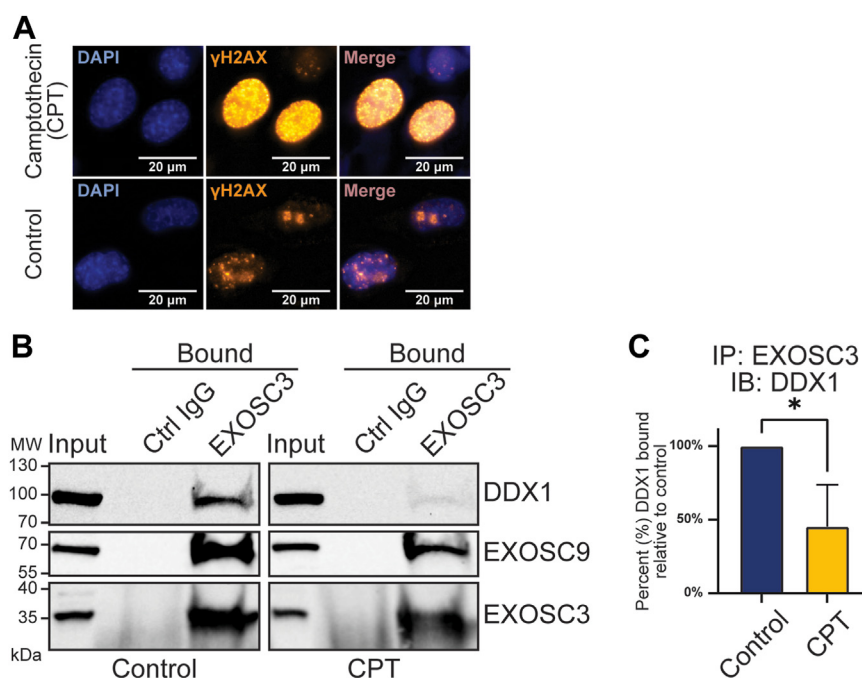 A
Camptothecin
(CPT)
DAPI
γH2AX
Merge
20 µm
20 µm
20 µm
Control
DAPI
γH2AX
Merge
20 µm
20 µm
20 µm
B
Bound
Bound
MW
Input
Ctrl IgG
EXOSC3
Input
Ctrl IgG
EXOSC3
130
100
70
DDX1
70
55
EXOSC9
40
35
EXOSC3
kDa
Control
CPT
C
IP: EXOSC3
IB: DDX1
*
Percent (%) DDX1 bound
relative to control
100%
50%
0%
Control
CPT